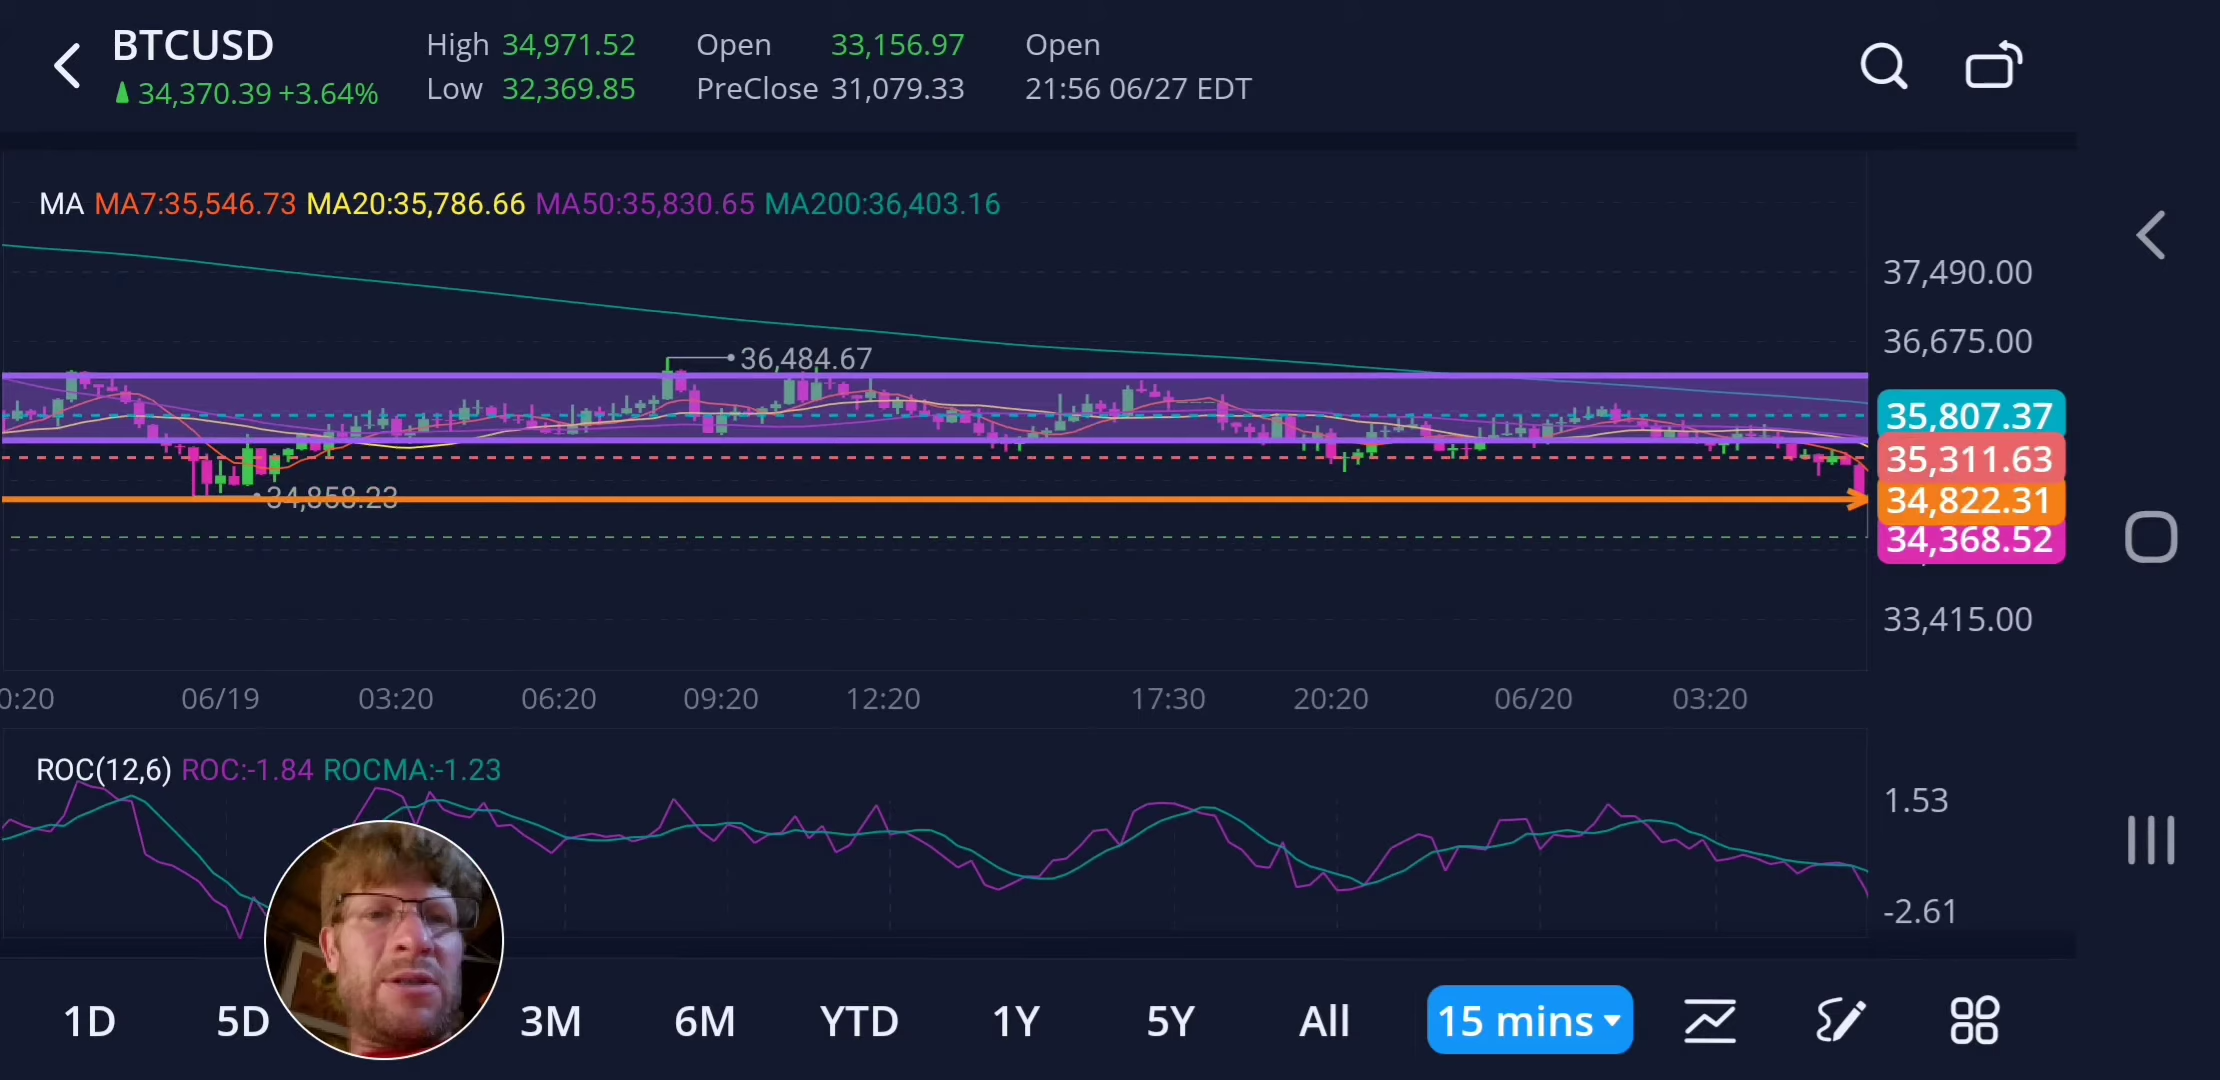 BTCUSD
34,370.39 +3.64%
High 34,971.52
Low 32,369.85
Open 33,156.97
PreClose 31,079.33
Open
21:56 06/27 EDT
MA MA7:35,546.73 MA20:35,786.66 MA50:35,830.65 MA200:36,403.16
37,490.00
36,484.67
36,675.00
35,807.37
35,311.63
34,858.23
34,822.31
34,368.52
33,415.00
0:20 06/19 03:20 06:20 09:20 12:20 17:30 20:20 06/20 03:20
ROC(12,6) ROC:-1.84 ROCMA:-1.23
1.53
-2.61
1D 5D 3M 6M YTD 1Y 5Y All 15 mins